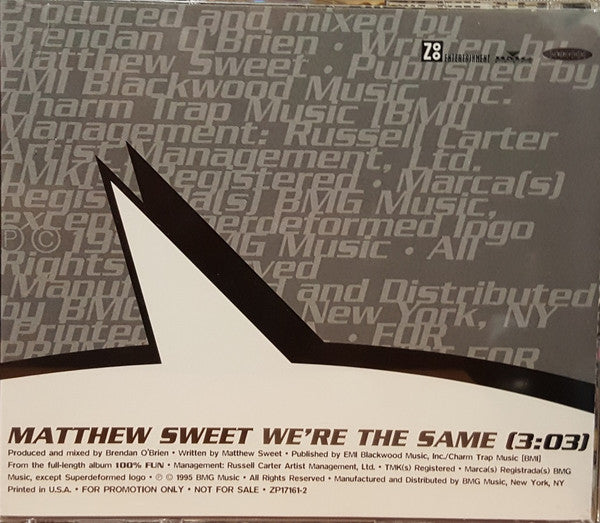 Produced and mixed by
Brendan O'Brien • Written by
Matthew Sweet • Published by
EMI Blackwood Music, Inc.
Charm Trap Music [BMI]
Management: Russell Carter
Artist Management, Ltd.
TMK(s) Registered • Marca(s)
Registrada(s) BMG Music,
except Superdeformed logo
℗ © 199 BMG Music • All
Rights ved
Manu and Distributed
by BMG New York, NY
Printed • FOR
FOR
ZOO ENTERTAINMENT
MATTHEW SWEET WE'RE THE SAME (3:03)
Produced and mixed by Brendan O'Brien • Written by Matthew Sweet • Published by EMI Blackwood Music, Inc./Charm Trap Music [BMI]
From the full-length album 100% FUN • Management: Russell Carter Artist Management, Ltd. • TMK(s) Registered • Marca(s) Registrada(s) BMG
Music, except Superdeformed logo • ℗ © 1995 BMG Music • All Rights Reserved • Manufactured and Distributed by BMG Music, New York, NY
Printed in U.S.A. • FOR PROMOTION ONLY • NOT FOR SALE • ZP17161-2